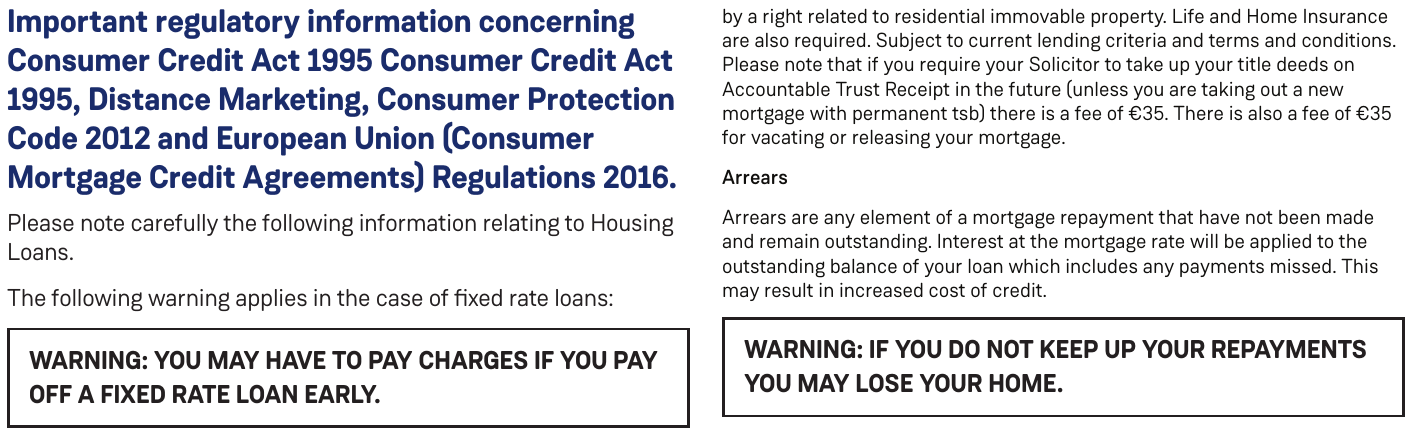 Important regulatory information concerning
Consumer Credit Act 1995 Consumer Credit Act
1995, Distance Marketing, Consumer Protection
Code 2012 and European Union (Consumer
Mortgage Credit Agreements) Regulations 2016.
Please note carefully the following information relating to Housing
Loans.
The following warning applies in the case of fixed rate loans:
WARNING: YOU MAY HAVE TO PAY CHARGES IF YOU PAY
OFF A FIXED RATE LOAN EARLY.
by a right related to residential immovable property. Life and Home Insurance
are also required. Subject to current lending criteria and terms and conditions.
Please note that if you require your Solicitor to take up your title deeds on
Accountable Trust Receipt in the future (unless you are taking out a new
mortgage with permanent tsb) there is a fee of €35. There is also a fee of €35
for vacating or releasing your mortgage.
Arrears
Arrears are any element of a mortgage repayment that have not been made
and remain outstanding. Interest at the mortgage rate will be applied to the
outstanding balance of your loan which includes any payments missed. This
may result in increased cost of credit.
WARNING: IF YOU DO NOT KEEP UP YOUR REPAYMENTS
YOU MAY LOSE YOUR HOME.